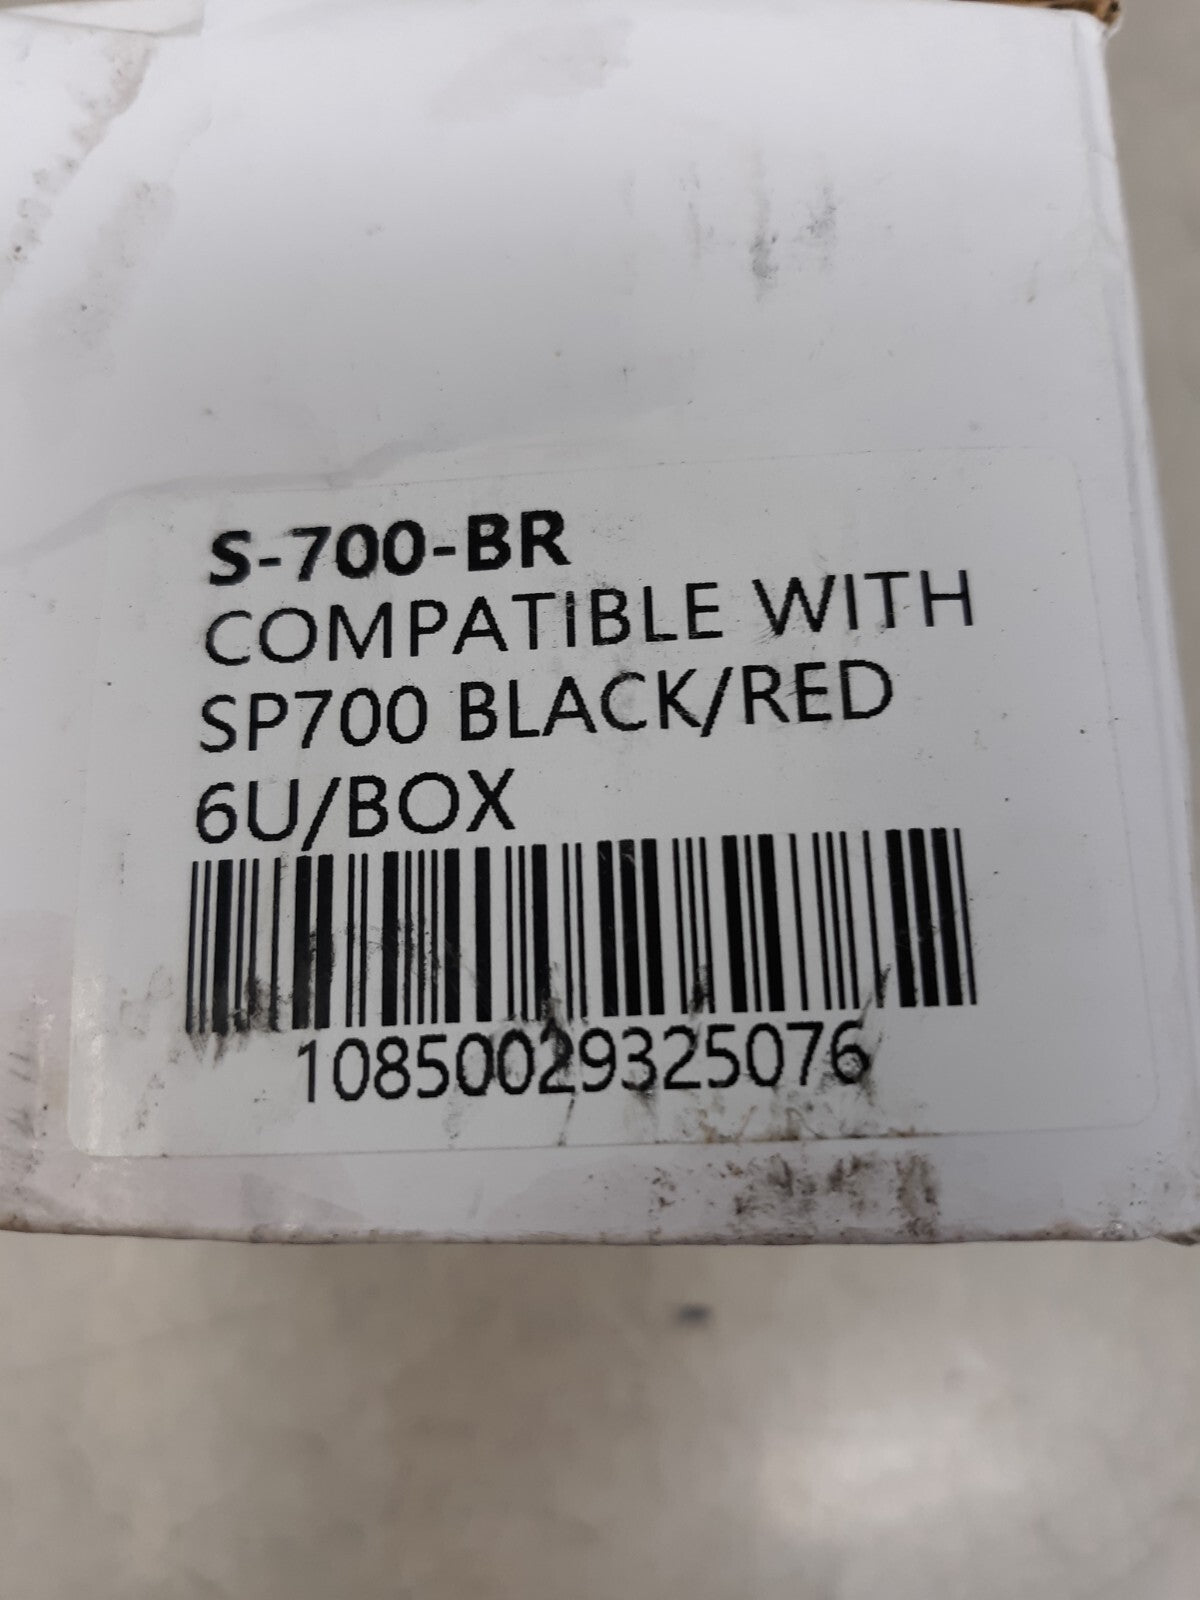 S-700-BR
COMPATIBLE WITH
SP700 BLACK/RED
6U/BOX
10850029325076